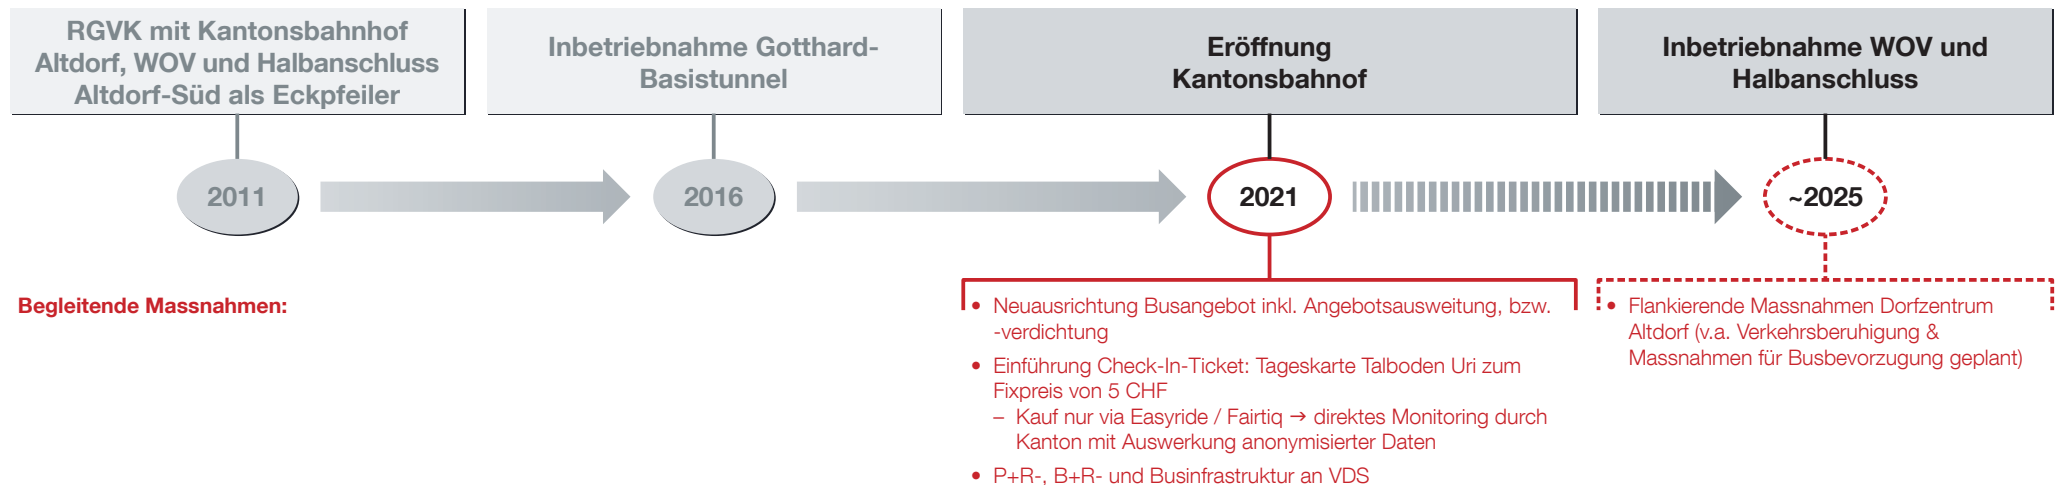 RGVK mit Kantonsbahnhof
Altdorf, WOV und Halbanschluss
Altdorf-Süd als Eckpfeiler
Inbetriebnahme Gotthard-
Basistunnel
Eröffnung
Kantonsbahnhof
Inbetriebnahme WOV und
Halbanschluss
2011
2016
2021
~2025
Begleitende Massnahmen:
• Neuausrichtung Busangebot inkl. Angebotsausweitung, bzw.
-verdichtung
• Einführung Check-In-Ticket: Tageskarte Talboden Uri zum
Fixpreis von 5 CHF
– Kauf nur via Easyride / Fairtiq → direktes Monitoring durch
Kanton mit Auswerkung anonymisierter Daten
• P+R-, B+R- und Businfrastruktur an VDS
• Flankierende Massnahmen Dorfzentrum
Altdorf (v.a. Verkehrsberuhigung &
Massnahmen für Busbevorzugung geplant)